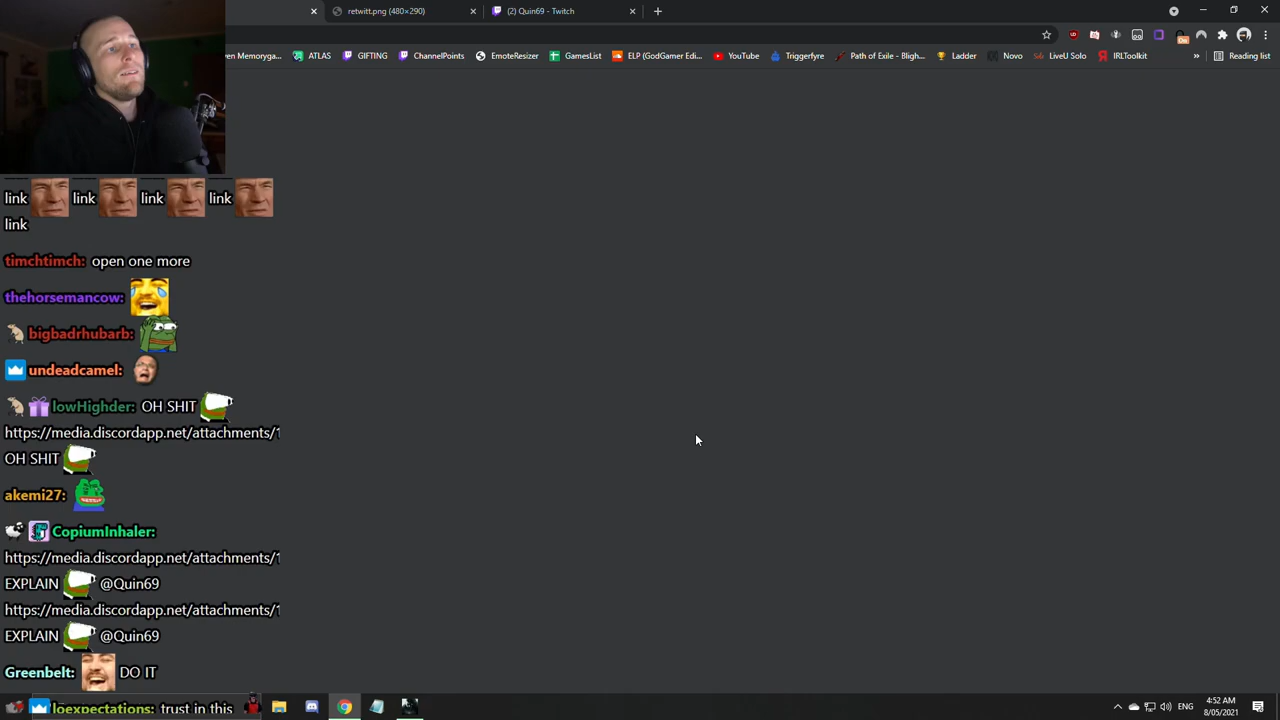 retwitt.png (480×290)
(2) Quin69 - Twitch
en Memoryga...
ATLAS
GIFTING
ChannelPoints
EmoteResizer
GamesList
ELP (GodGamer Edi...
YouTube
Triggerfyre
Path of Exile - Bligh...
Ladder
Novo
LiveU Solo
IRLToolkit
»
Reading list
link link link link
link
timchtimch: open one more
thehorsemancow:
bigbadrhubarb:
undeadcamel:
lowHighder: OH SHIT
https://media.discordapp.net/attachments/
OH SHIT
akemi27:
CopiumInhaler:
https://media.discordapp.net/attachments/
EXPLAIN @Quin69
https://media.discordapp.net/attachments/
EXPLAIN @Quin69
Greenbelt: DO IT
loexpectations: trust in this
ENG
4:52 AM
8/05/2021